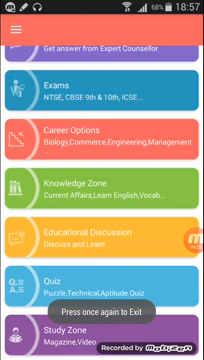 68%
18:57
Get answer from Expert Counsellor
Exams
NTSE, CBSE 9th & 10th, ICSE...
Career Options
Biology,Commerce,Engineering,Management.
..
Knowledge Zone
Current Affairs,Learn English,Vocab...
Educational Discussion
Discuss and Learn
Quiz
Puzzle,Technical,Aptitude Quiz
Press once again to Exit
Study Zone
Magazine,Video
Recorded by Mobizen